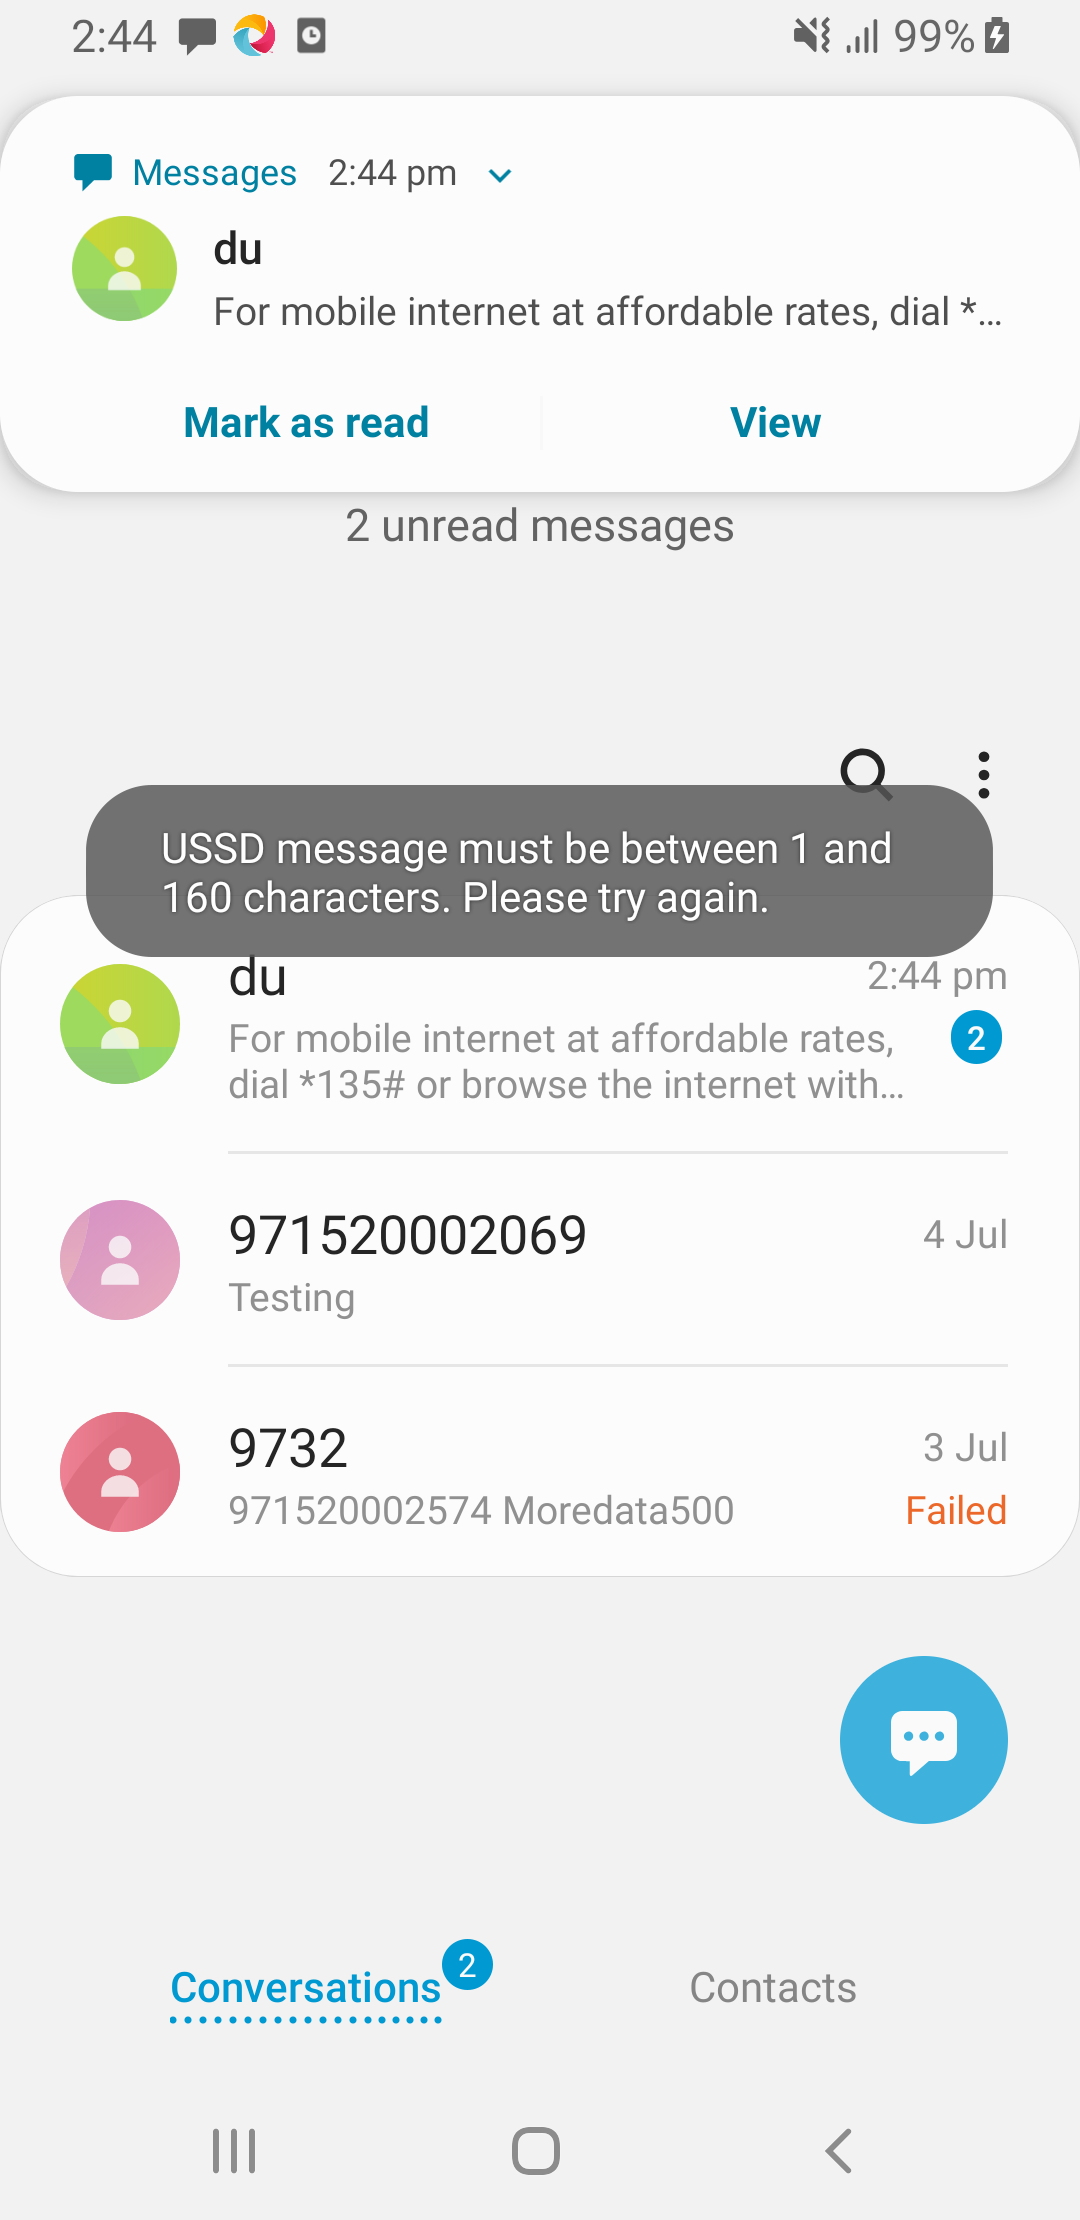 2:44
99%
Messages 2:44 pm
du
For mobile internet at affordable rates, dial *...
Mark as read
View
2 unread messages
USSD message must be between 1 and
160 characters. Please try again.
du
2:44 pm
For mobile internet at affordable rates,
dial *135# or browse the internet with...
2
971520002069
4 Jul
Testing
9732
3 Jul
971520002574 Moredata500
Failed
Conversations
2
Contacts